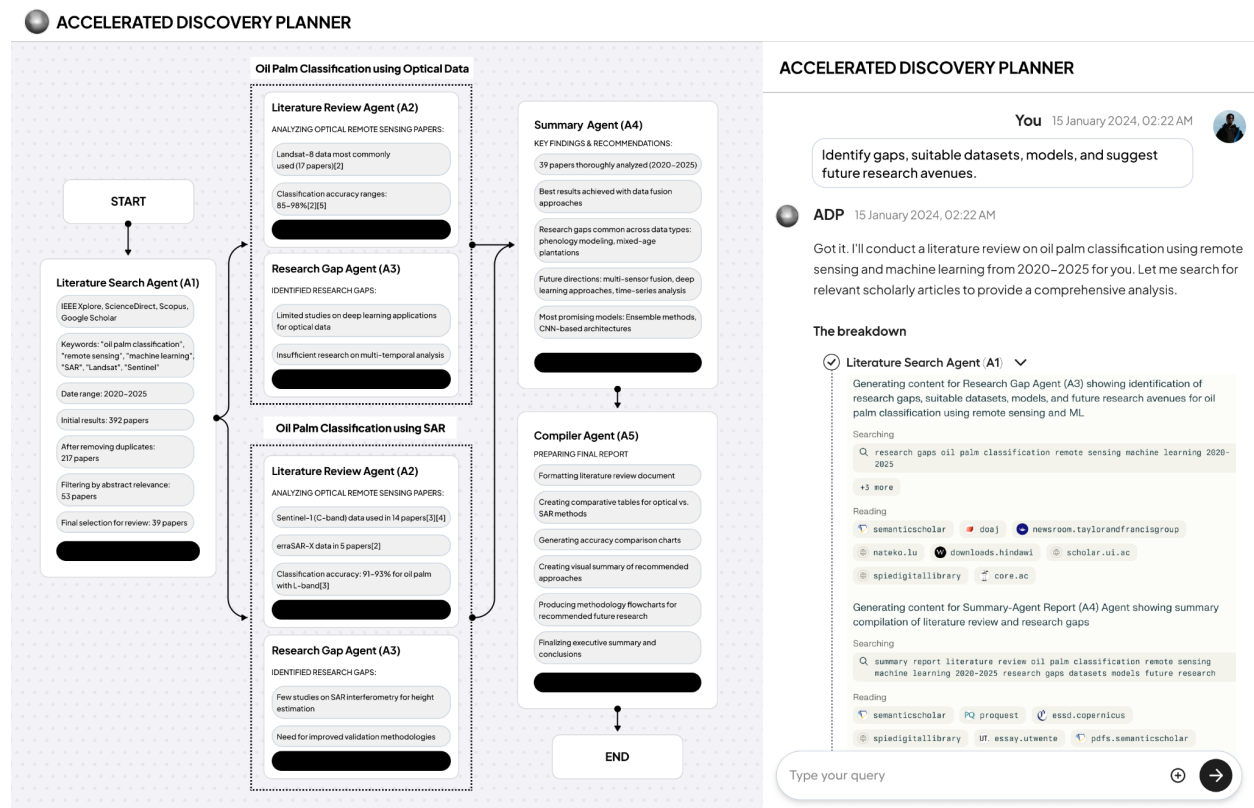 ACCELERATED DISCOVERY PLANNER
START
Literature Search Agent (A1)
IEEE Xplore, ScienceDirect, Scopus,
Google Scholar
Keywords: "oil palm classification",
"remote sensing", "machine learning",
"SAR", "Landsat", "Sentinel"
Date range: 2020–2025
Initial results: 392 papers
After removing duplicates:
217 papers
Filtering by abstract relevance:
53 papers
Final selection for review: 39 papers
Oil Palm Classification using Optical Data
Literature Review Agent (A2)
ANALYZING OPTICAL REMOTE SENSING PAPERS:
Landsat-8 data most commonly
used (17 papers)[2]
Classification accuracy ranges:
85–98%[2][5]
Research Gap Agent (A3)
IDENTIFIED RESEARCH GAPS:
Limited studies on deep learning applications
for optical data
Insufficient research on multi-temporal analysis
Oil Palm Classification using SAR
Literature Review Agent (A2)
ANALYZING OPTICAL REMOTE SENSING PAPERS:
Sentinel-1 (C-band) data used in 14 papers[3][4]
erraSAR-X data in 5 papers[2]
Classification accuracy: 91–93% for oil palm
with L-band[3]
Research Gap Agent (A3)
IDENTIFIED RESEARCH GAPS:
Few studies on SAR interferometry for height
estimation
Need for improved validation methodologies
Summary Agent (A4)
KEY FINDINGS & RECOMMENDATIONS:
39 papers thoroughly analyzed (2020–2025)
Best results achieved with data fusion
approaches
Research gaps common across data types:
phenology modeling, mixed-age
plantations
Future directions: multi-sensor fusion, deep
learning approaches, time-series analysis
Most promising models: Ensemble methods,
CNN-based architectures
Compiler Agent (A5)
PREPARING FINAL REPORT
Formatting literature review document
Creating comparative tables for optical vs.
SAR methods
Generating accuracy comparison charts
Creating visual summary of recommended
approaches
Producing methodology flowcharts for
recommended future research
Finalizing executive summary and
conclusions
END
ACCELERATED DISCOVERY PLANNER
You 15 January 2024, 02:22 AM
Identify gaps, suitable datasets, models, and suggest
future research avenues.
ADP 15 January 2024, 02:22 AM
Got it. I'll conduct a literature review on oil palm classification using remote
sensing and machine learning from 2020–2025 for you. Let me search for
relevant scholarly articles to provide a comprehensive analysis.
The breakdown
Literature Search Agent (A1)
Generating content for Research Gap Agent (A3) showing identification of
research gaps, suitable datasets, models, and future research avenues for oil
palm classification using remote sensing and ML
Searching
research gaps oil palm classification remote sensing machine learning 2020-
2025
+3 more
Reading
semanticscholar doaj newsroom.taylorandfrancisgroup
nateko.lu W downloads.hindawi scholar.ui.ac
spiedigitallibrary core.ac
Generating content for Summary-Agent Report (A4) Agent showing summary
compilation of literature review and research gaps
Searching
summary report literature review oil palm classification remote sensing
machine learning 2020-2025 research gaps datasets models future research
Reading
semanticscholar PQ proquest essd.copernicus
spiedigitallibrary UT. essay.utwente pdfs.semanticscholar
Type your query